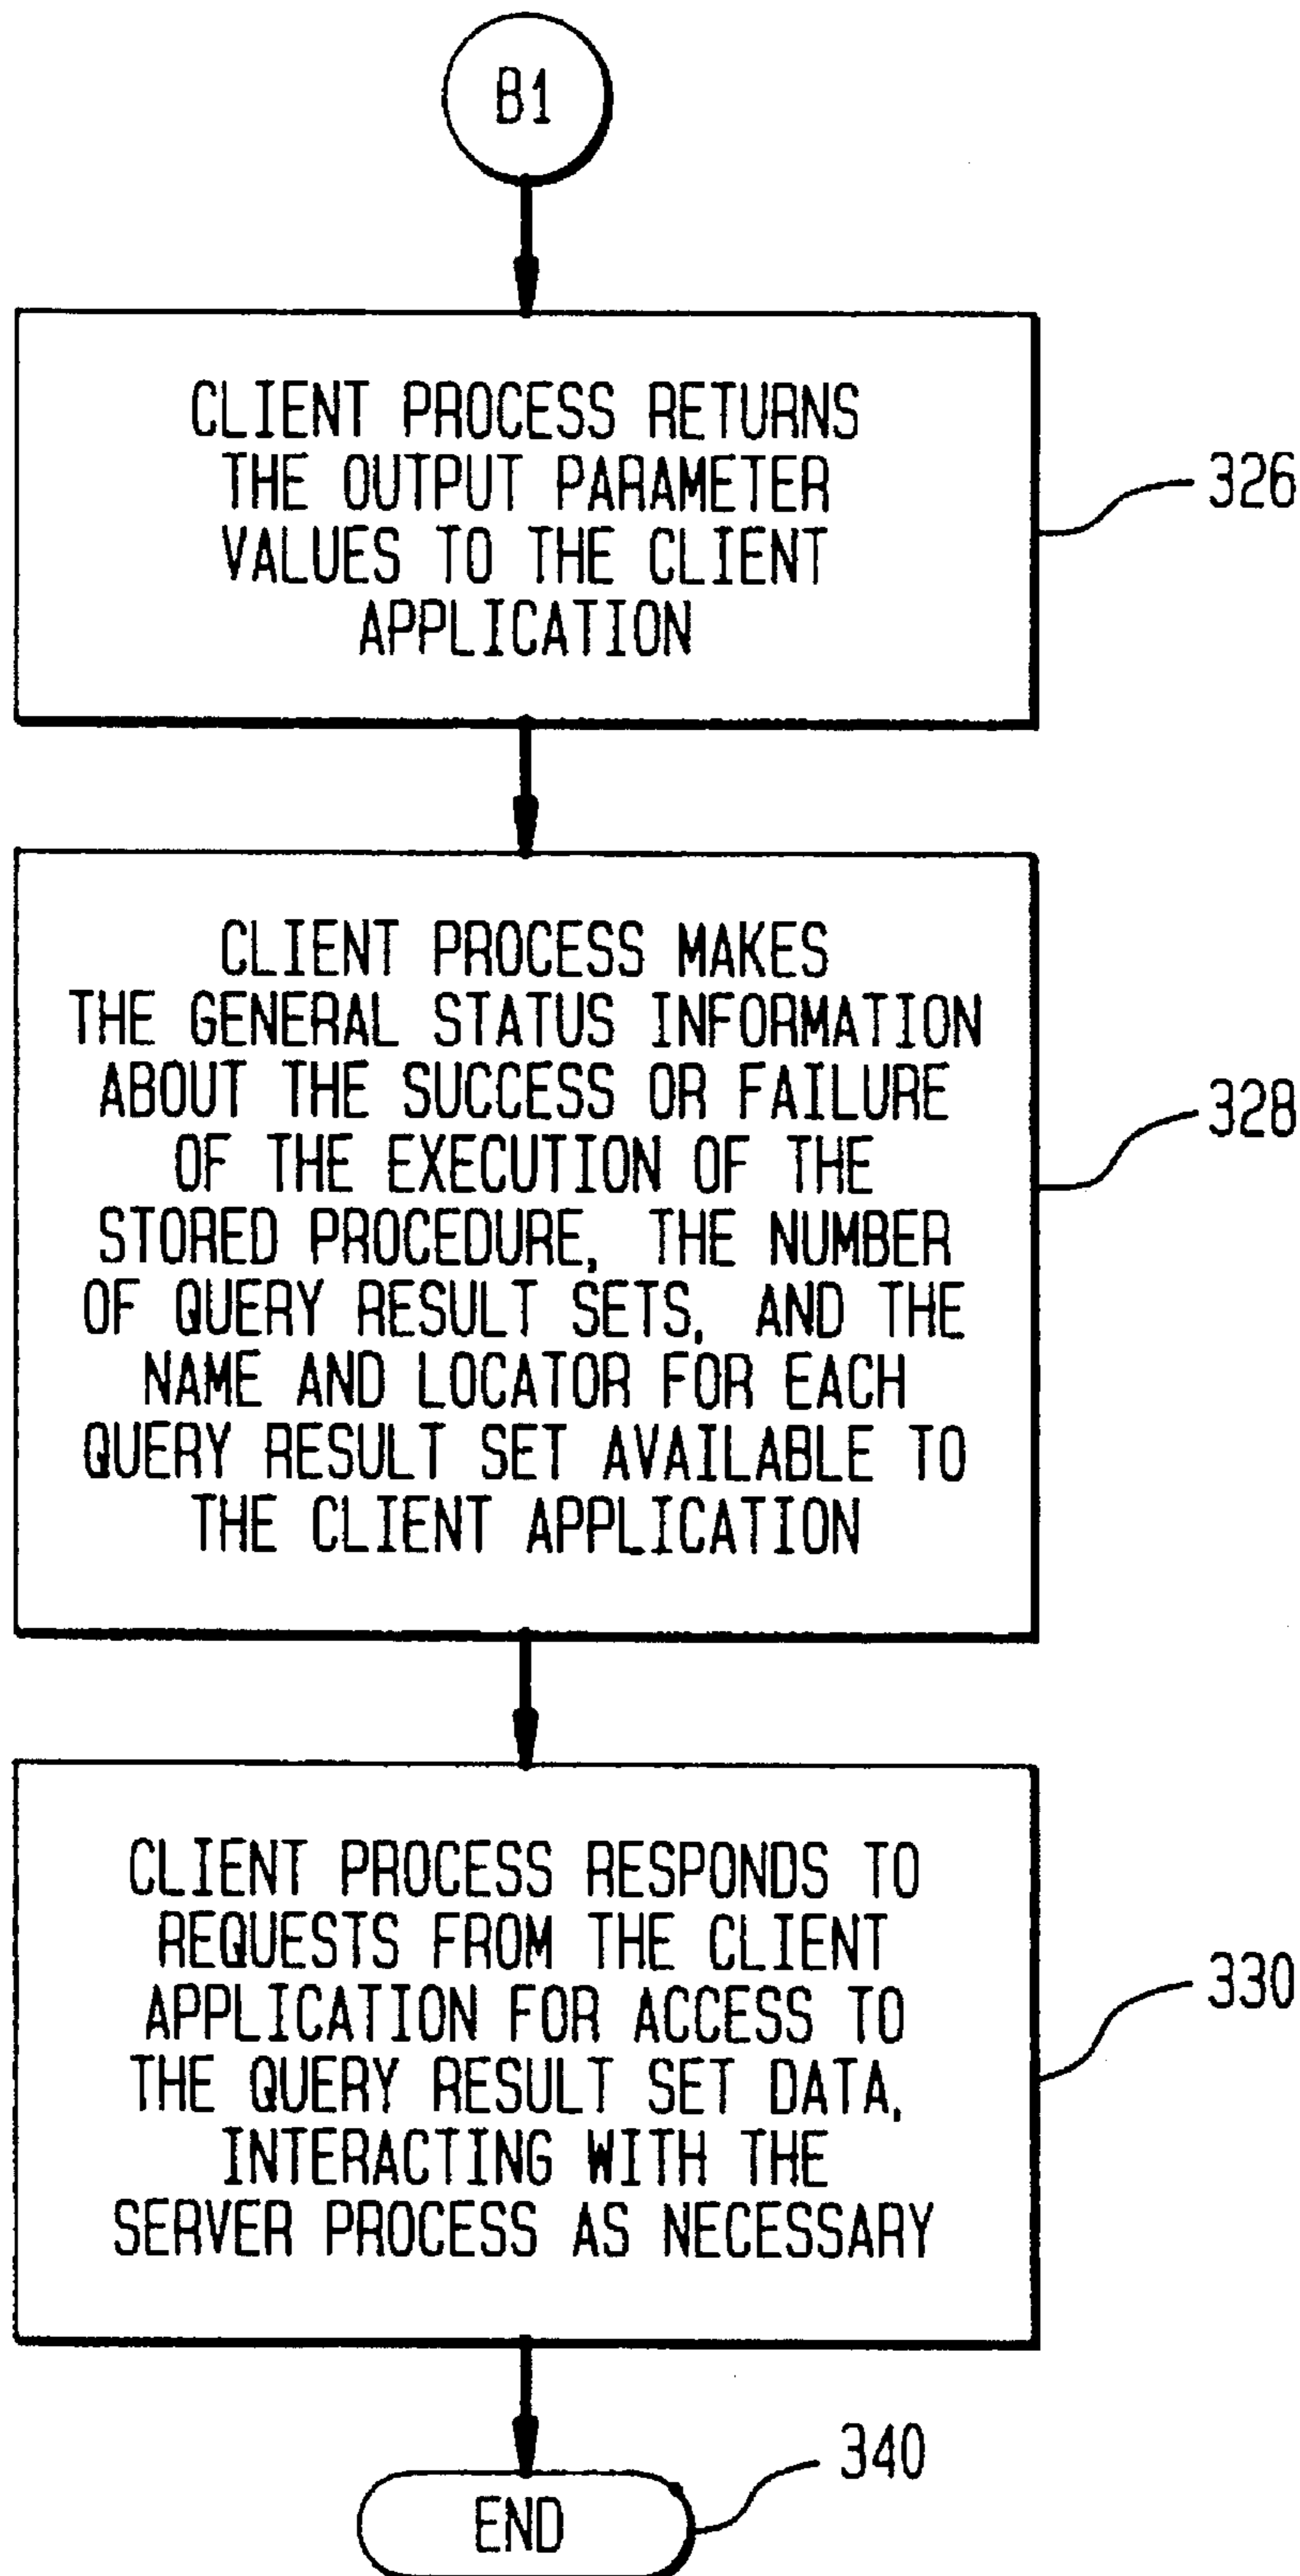 B1
CLIENT PROCESS RETURNS
THE OUTPUT PARAMETER
VALUES TO THE CLIENT
APPLICATION
326
CLIENT PROCESS MAKES
THE GENERAL STATUS INFORMATION
ABOUT THE SUCCESS OR FAILURE
OF THE EXECUTION OF THE
STORED PROCEDURE, THE NUMBER
OF QUERY RESULT SETS, AND THE
NAME AND LOCATOR FOR EACH
QUERY RESULT SET AVAILABLE TO
THE CLIENT APPLICATION
328
CLIENT PROCESS RESPONDS TO
REQUESTS FROM THE CLIENT
APPLICATION FOR ACCESS TO
THE QUERY RESULT SET DATA,
INTERACTING WITH THE
SERVER PROCESS AS NECESSARY
330
END
340